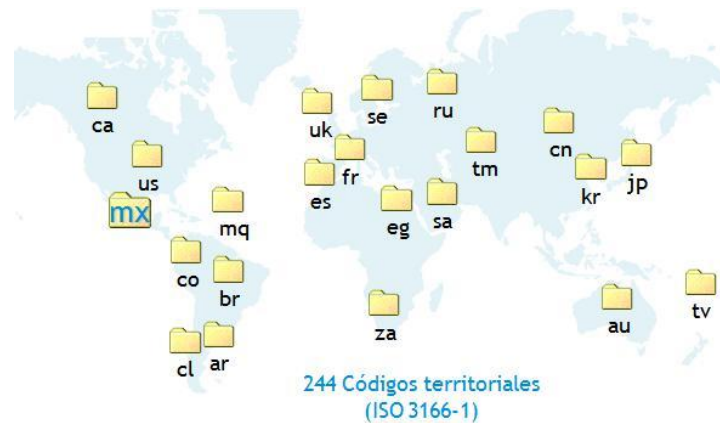 ca
us
mx
mq
co
br
cl
ar
uk
se
ru
fr
es
tm
eg
sa
cn
kr
jp
za
au
tv
244 Códigos territoriales
(ISO 3166-1)